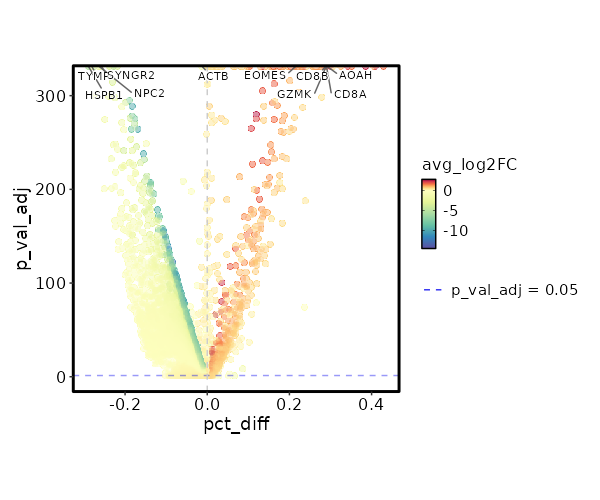 TYMP SYNGR2 ACTB EOMES CD8B AOAH
HSPB1 NPC2 GZMK CD8A
300
200
100
0
p_val_adj
-0.2 0.0 0.2 0.4
pct_diff
avg_log2FC
0
-5
-10
p_val_adj = 0.05